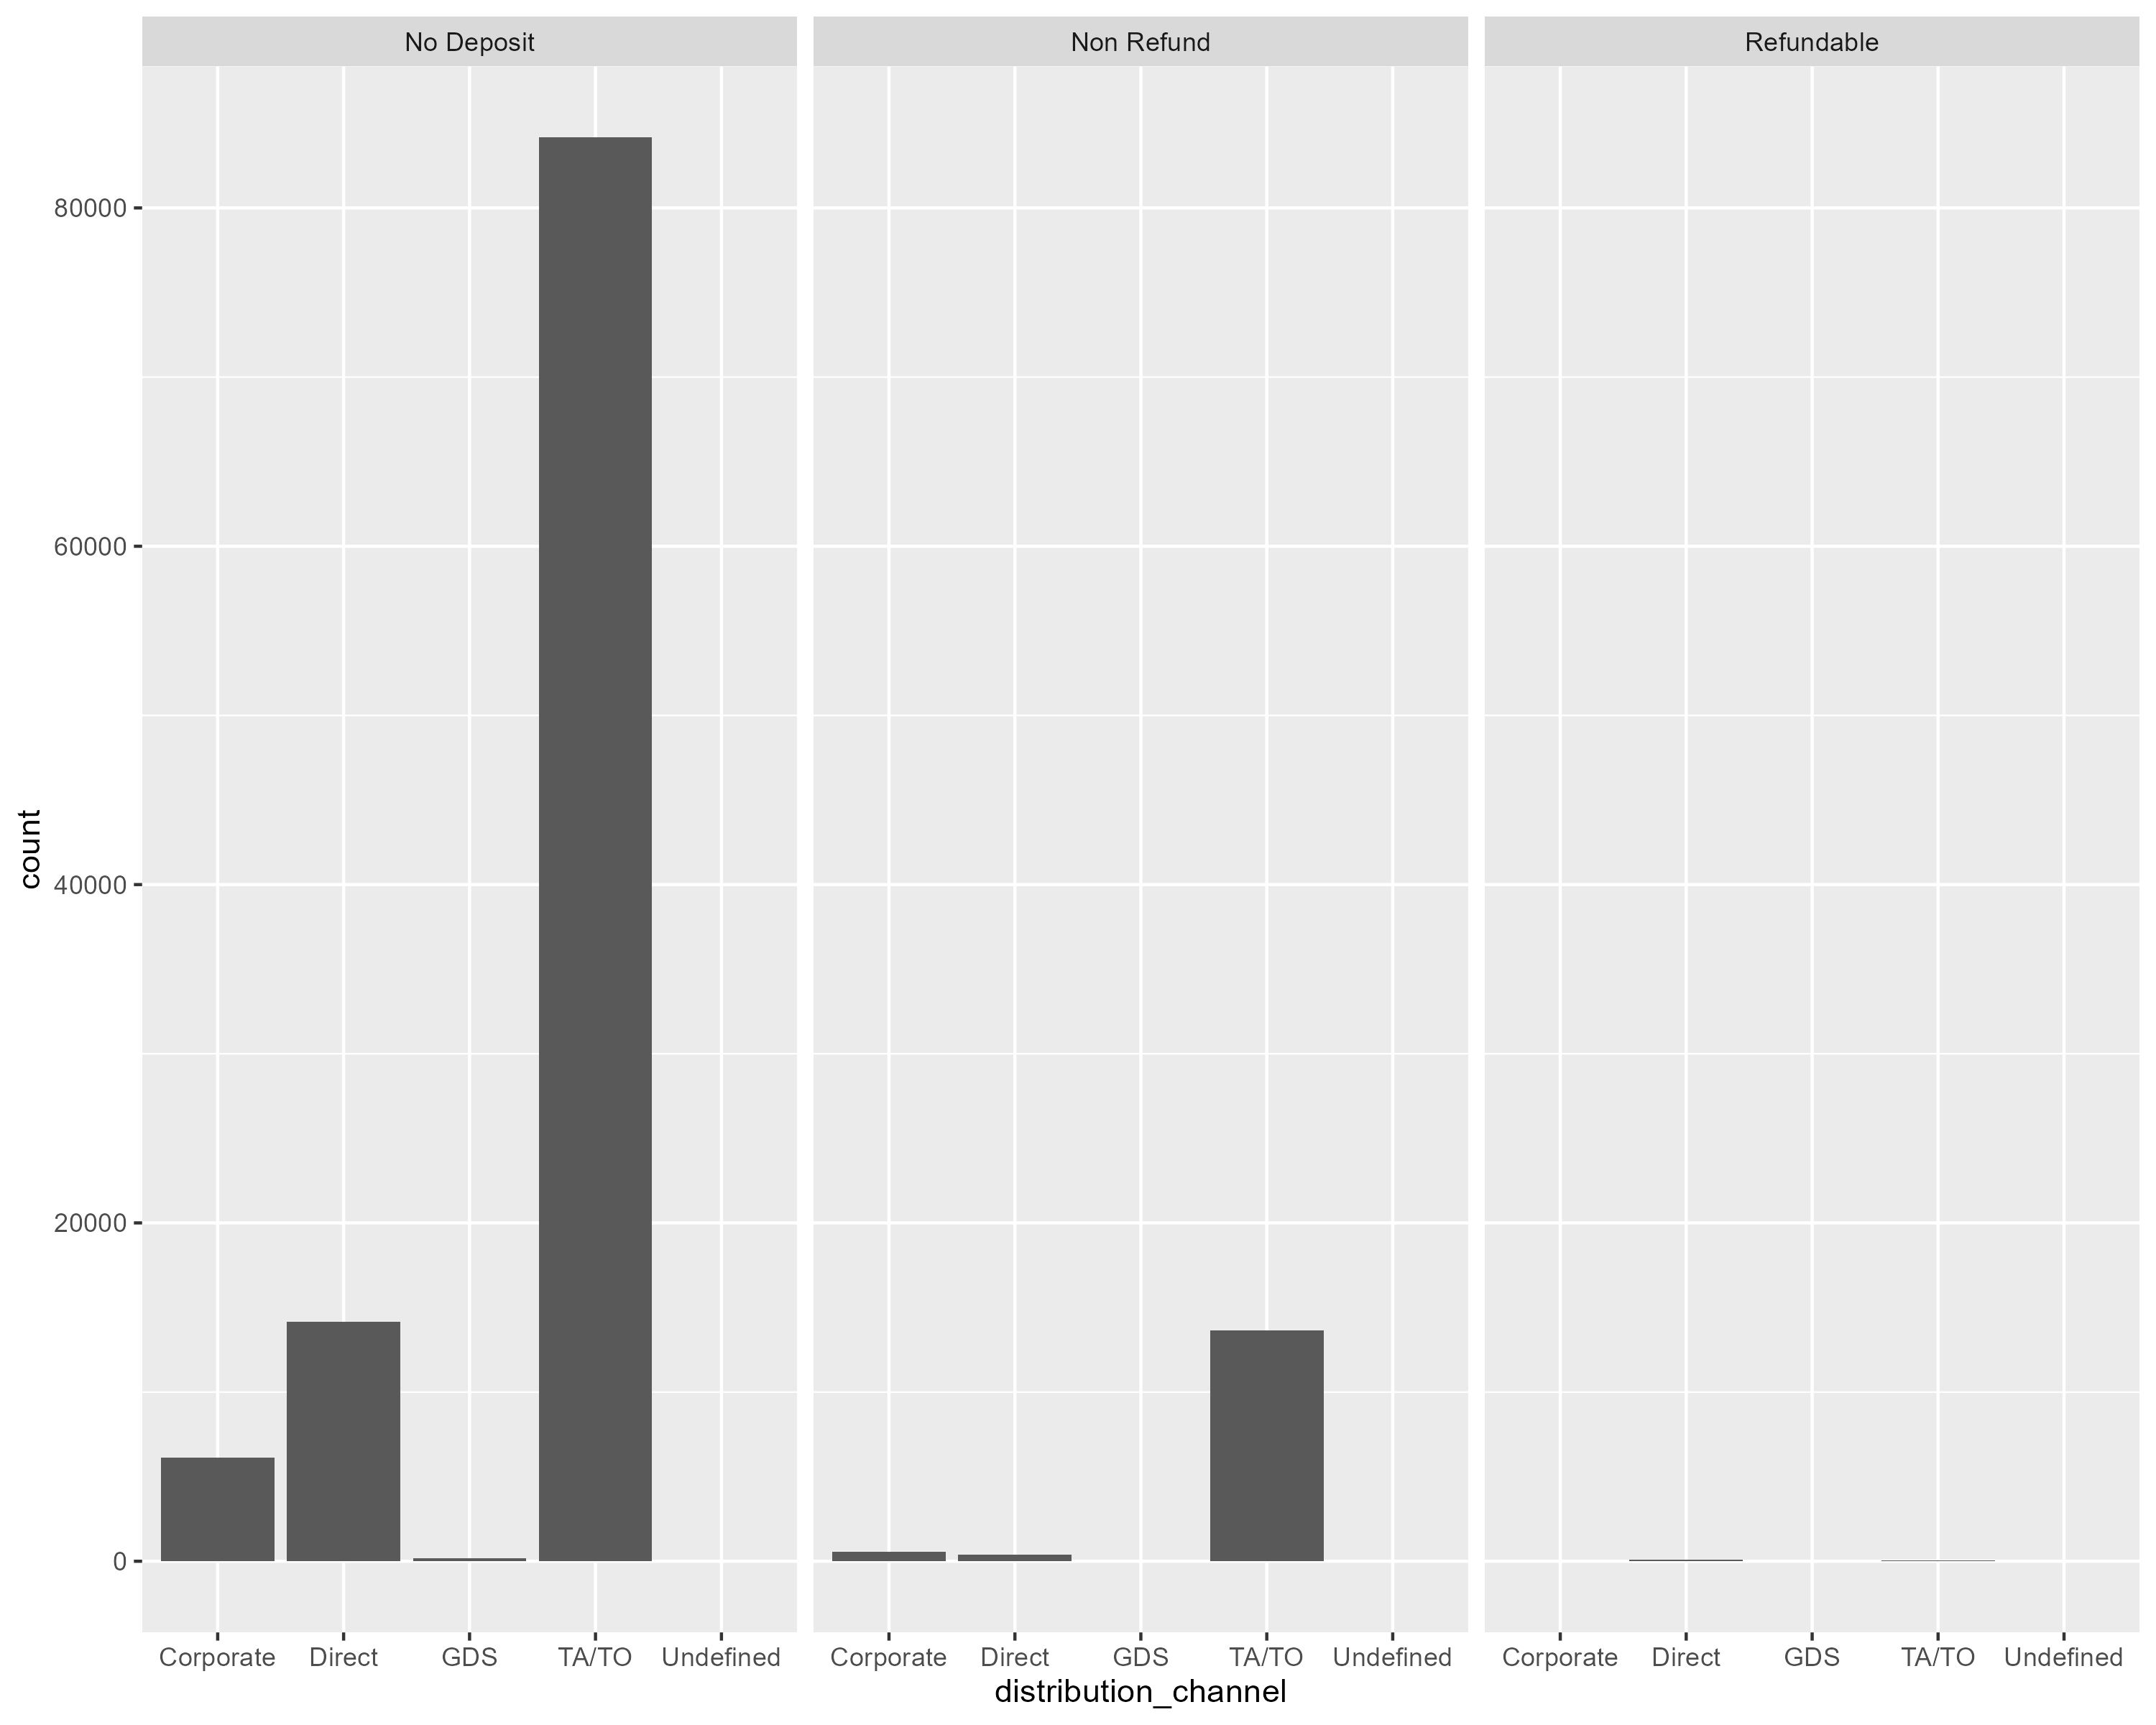 No Deposit Non Refund Refundable
80000
60000
40000
20000
0
count
Corporate Direct GDS TA/TO Undefined Corporate Direct GDS TA/TO Undefined Corporate Direct GDS TA/TO Undefined
distribution_channel